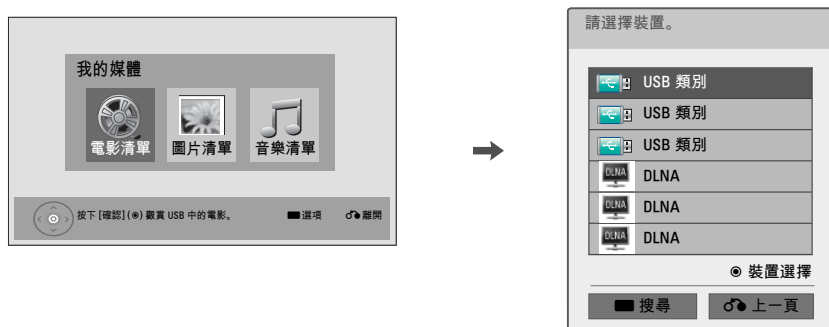 我的媒體
電影清單
圖片清單
音樂清單
按下 [確認] (◉) 觀賞 USB 中的電影。
選項
離開
請選擇裝置。
USB 類別
USB 類別
USB 類別
DLNA DLNA
DLNA DLNA
DLNA DLNA
◉ 裝置選擇
搜尋
上一頁